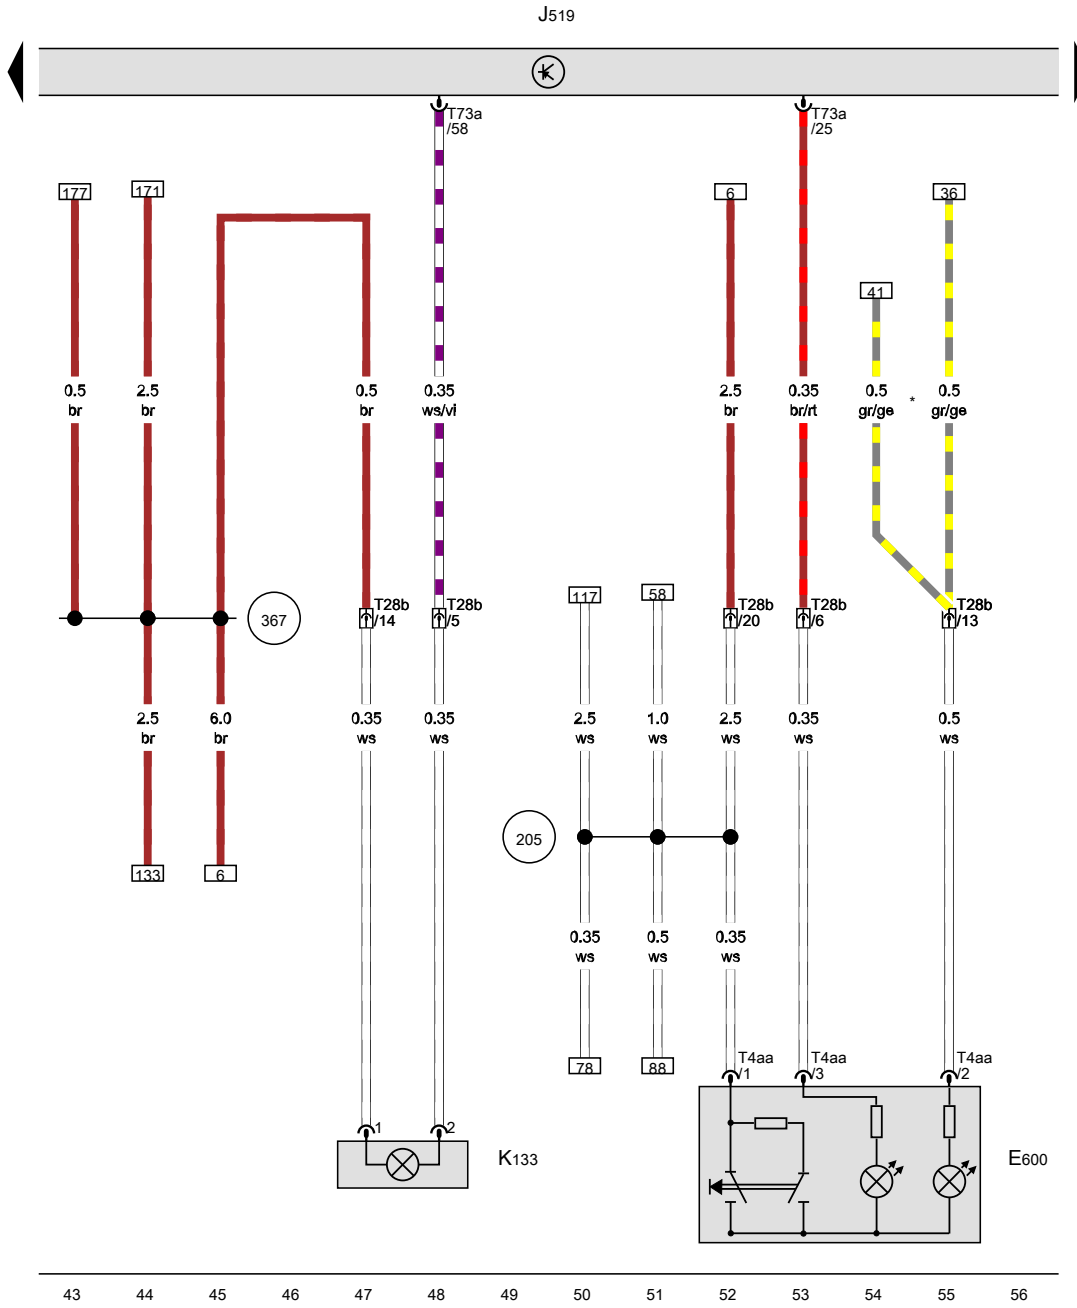 J519
T73a
/58
T73a
/25
177
171
6
36
41
0.5
br
2.5
br
0.5
br
0.35
ws/vi
2.5
br
0.35
br/rt
0.5
gr/ge
*
0.5
gr/ge
117
58
367
T28b
/14
T28b
/5
T28b
/20
T28b
/6
T28b
/13
2.5
br
6.0
br
0.35
ws
0.35
ws
2.5
ws
1.0
ws
2.5
ws
0.35
ws
0.5
ws
205
133
6
0.35
ws
0.5
ws
0.35
ws
78
88
T4aa
/1
T4aa
/3
T4aa
/2
1
2
K133
E600
43 44 45 46 47 48 49 50 51 52 53 54 55 56